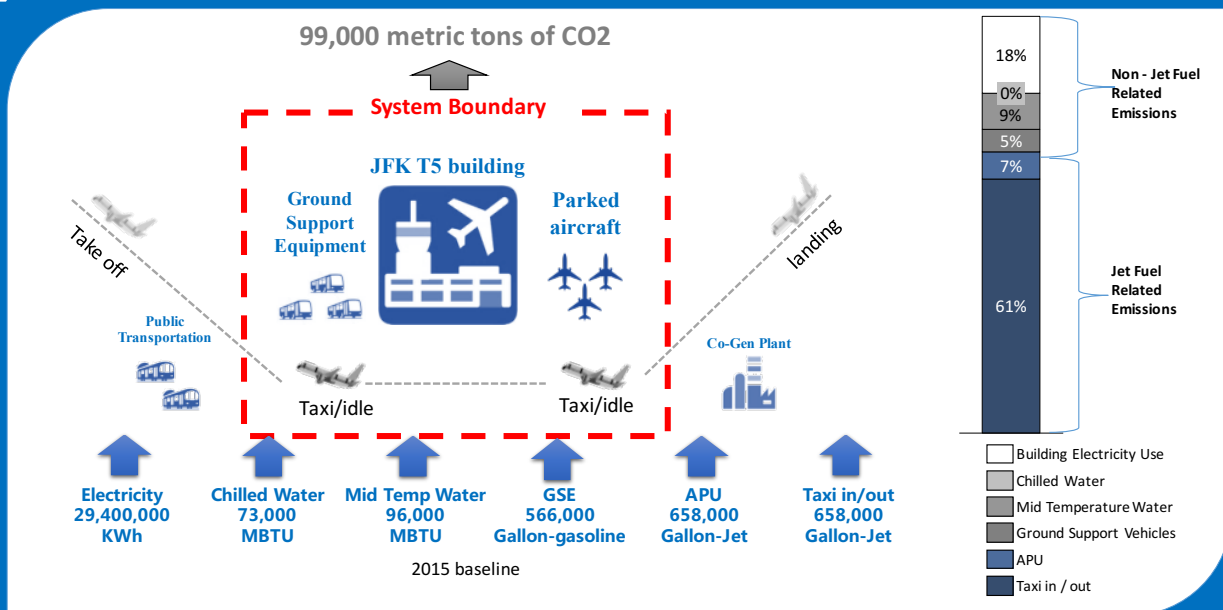 99,000 metric tons of CO2
System Boundary
JFK T5 building
Ground
Support
Equipment
Parked
aircraft
Take off
landing
Public
Transportation
Co-Gen Plant
Taxi/idle
Taxi/idle
Electricity
29,400,000
KWh
Chilled Water
73,000
MBTU
Mid Temp Water
96,000
MBTU
GSE
566,000
Gallon-gasoline
APU
658,000
Gallon-Jet
Taxi in/out
658,000
Gallon-Jet
2015 baseline
18%
0%
9%
5%
7%
61%
Non - Jet Fuel
Related
Emissions
Jet Fuel
Related
Emissions
Building Electricity Use
Chilled Water
Mid Temperature Water
Ground Support Vehicles
APU
Taxi in / out